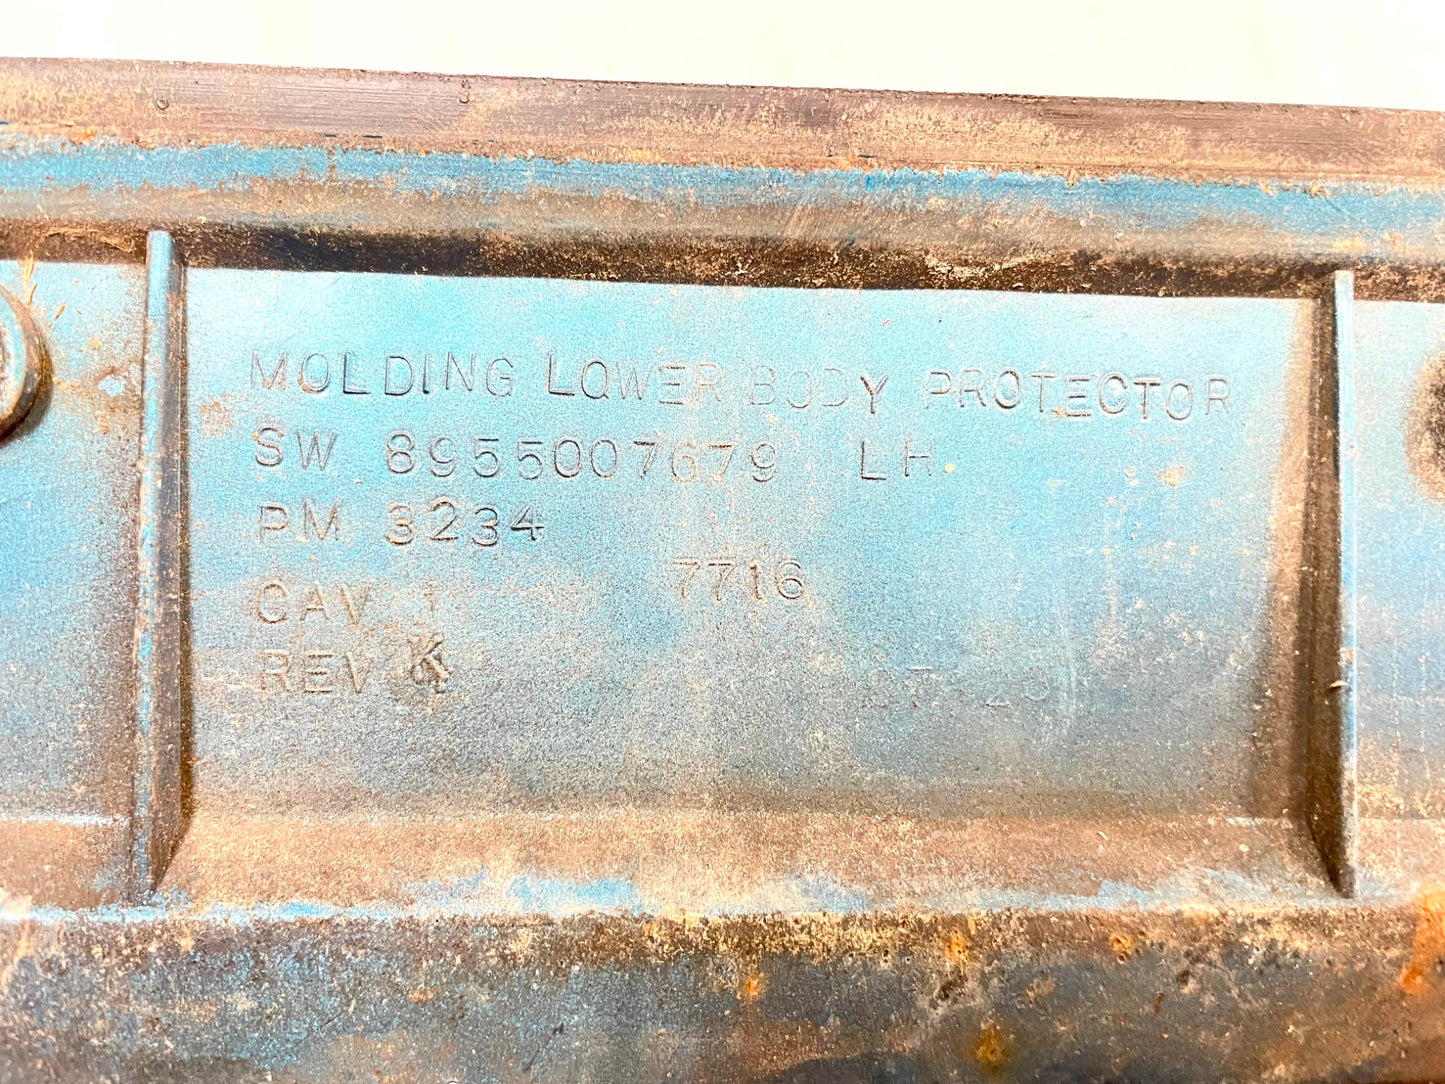 MOLDING LOWER BODY PROTECTOR
SW 8955007679 LH
PM 3234
7716
CAV 1
REV K